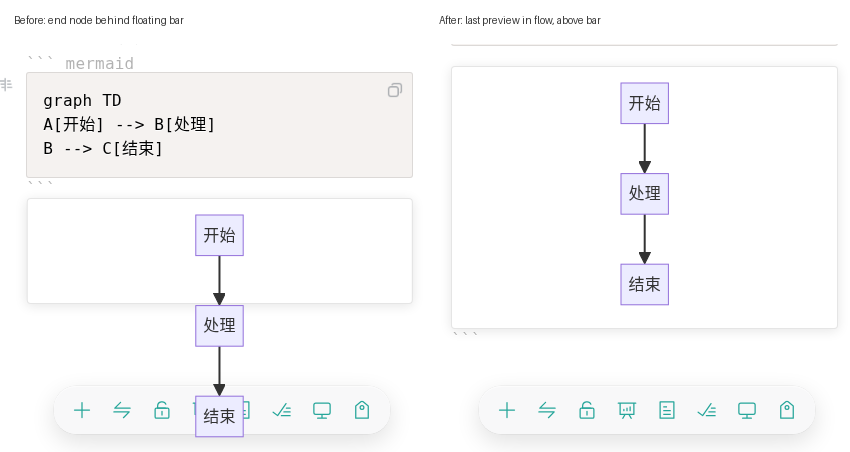 Before: end node behind floating bar
``` mermaid
graph TD
A[开始] --> B[处理]
B --> C[结束]
```
开始
处理
结束
After: last preview in flow, above bar
开始
处理
结束
```